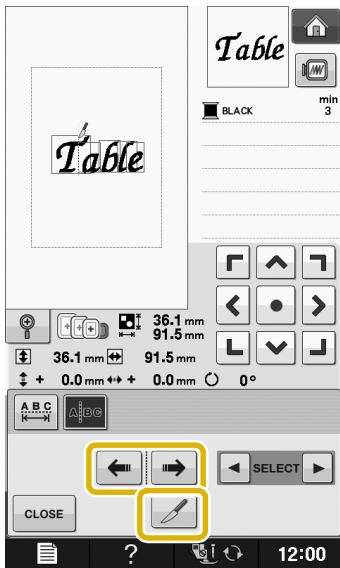 Table
Table
BLACK
min
3
36.1 mm
91.5 mm
36.1 mm 91.5 mm
+ 0.0 mm + 0.0 mm 0°
A B C
A BC
SELECT
CLOSE
? 12:00